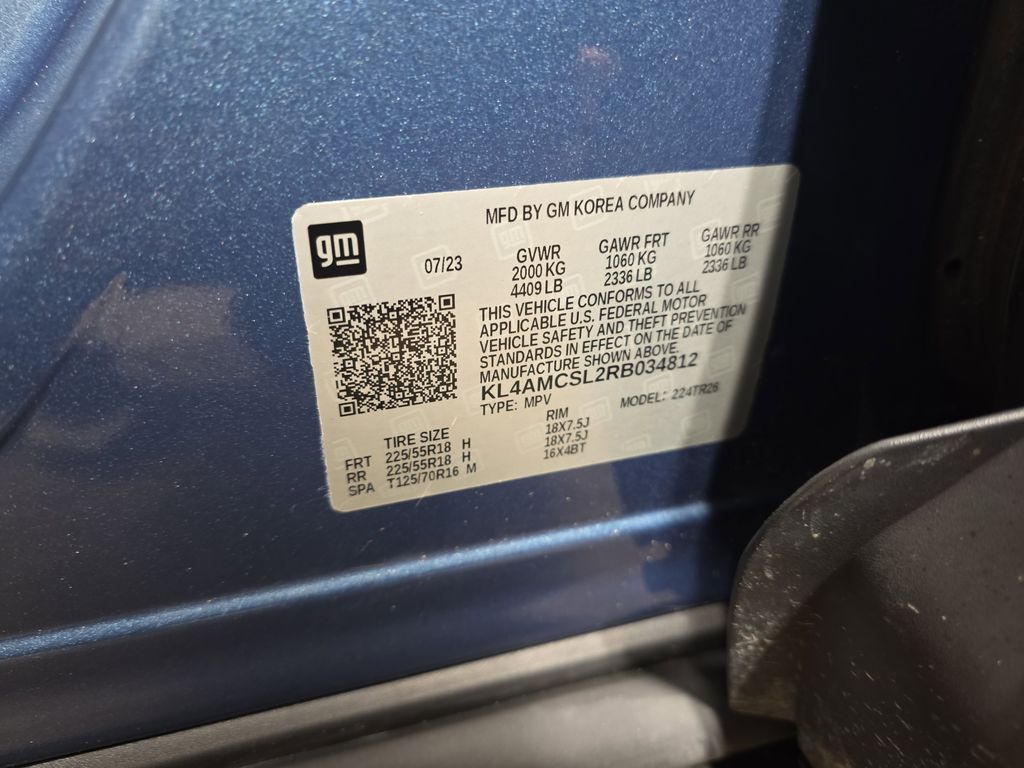 MFD BY GM KOREA COMPANY
gm
07/23
GVWR
2000 KG
4409 LB
GAWR FRT
1060 KG
2336 LB
GAWR RR
1060 KG
2336 LB
THIS VEHICLE CONFORMS TO ALL
APPLICABLE U.S. FEDERAL MOTOR
VEHICLE SAFETY AND THEFT PREVENTION
STANDARDS IN EFFECT ON THE DATE OF
MANUFACTURE SHOWN ABOVE.
KL4AMCSL2RB034812
TYPE: MPV MODEL: 224TR26
TIRE SIZE RIM
FRT 225/55R18 H 18X7.5J
RR 225/55R18 H 18X7.5J
SPA T125/70R16 M 16X4BT